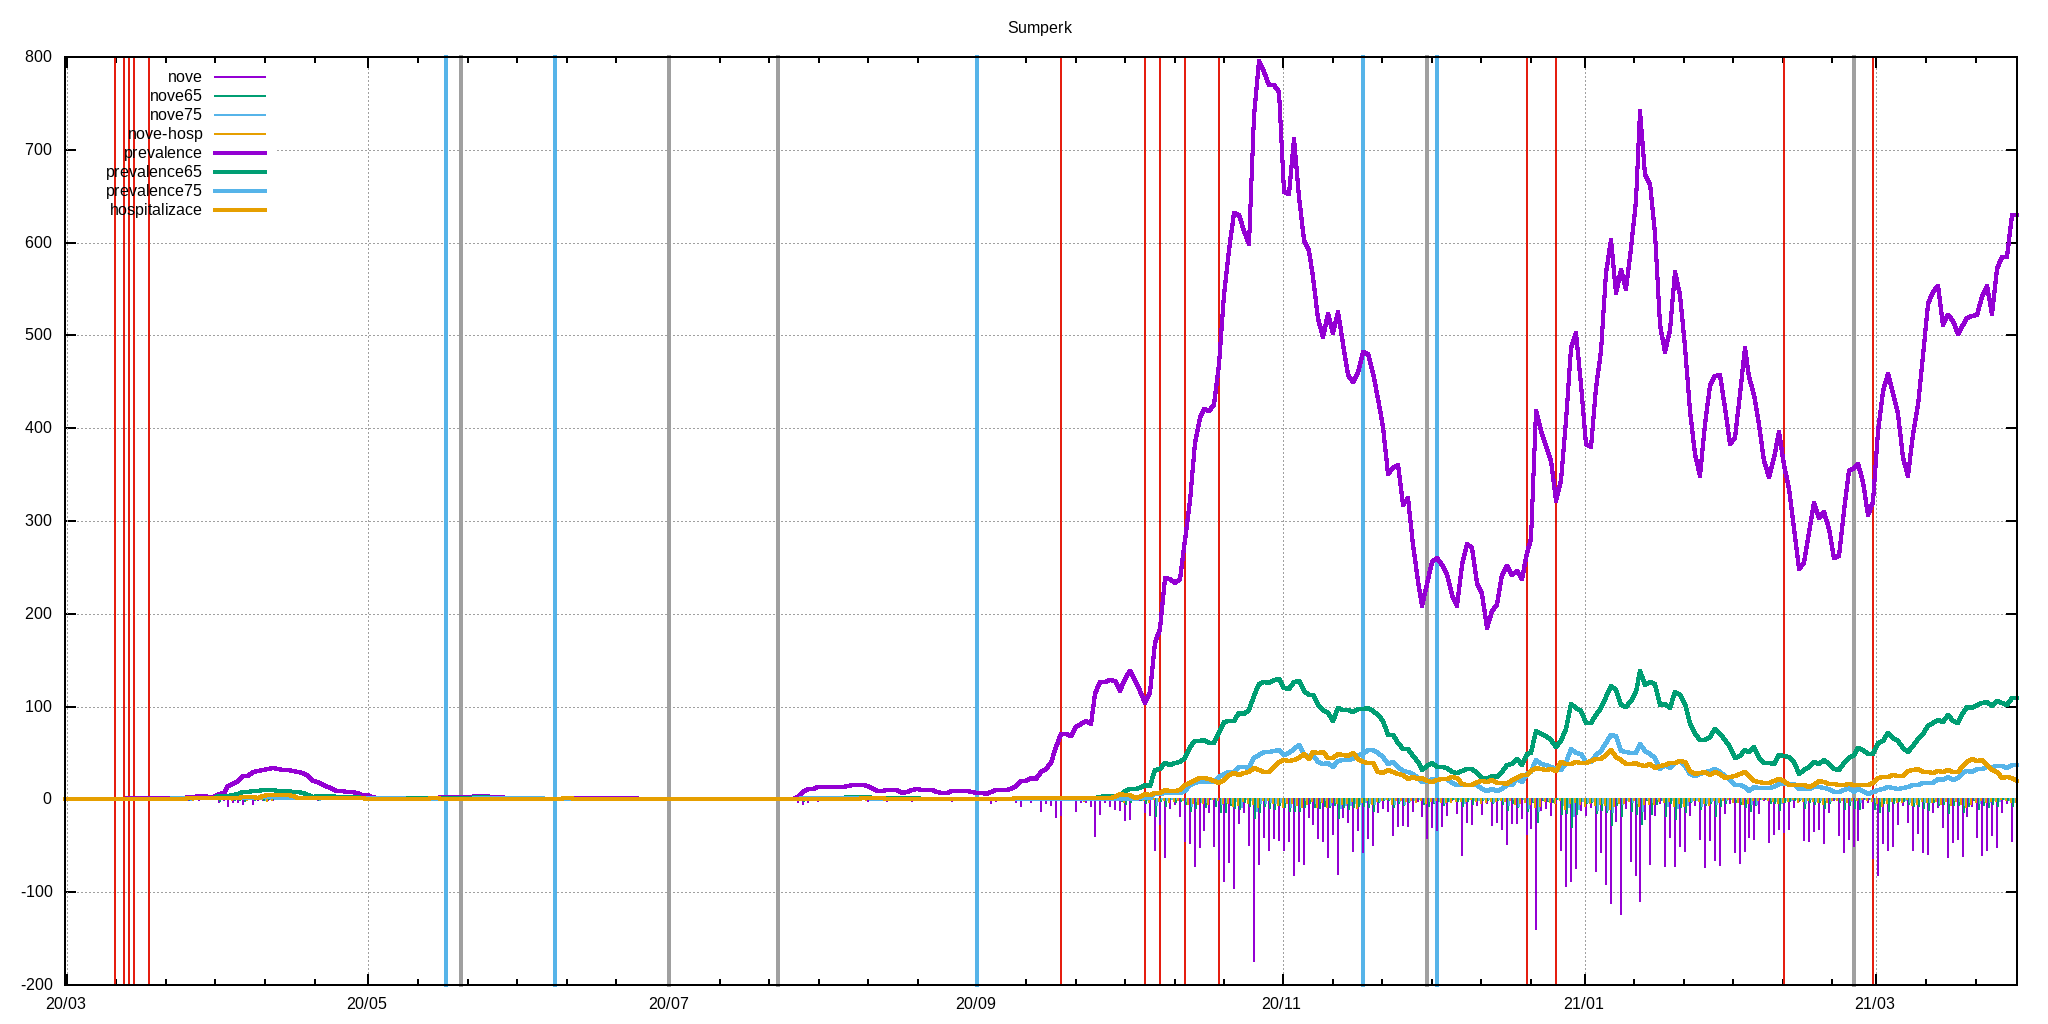 Sumperk
800
700
600
500
400
300
200
100
0
-100
-200
nove
nove65
nove75
nove-hosp
prevalence
prevalence65
prevalence75
hospitalizace
20/03
20/05
20/07
20/09
20/11
21/01
21/03